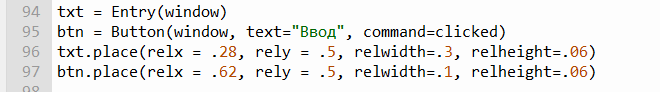 94 txt = Entry(window)
95 btn = Button(window, text="Ввод", command=clicked)
96 txt.place(relx = .28, rely = .5, relwidth=.3, relheight=.06)
97 btn.place(relx = .62, rely = .5, relwidth=.1, relheight=.06)
98